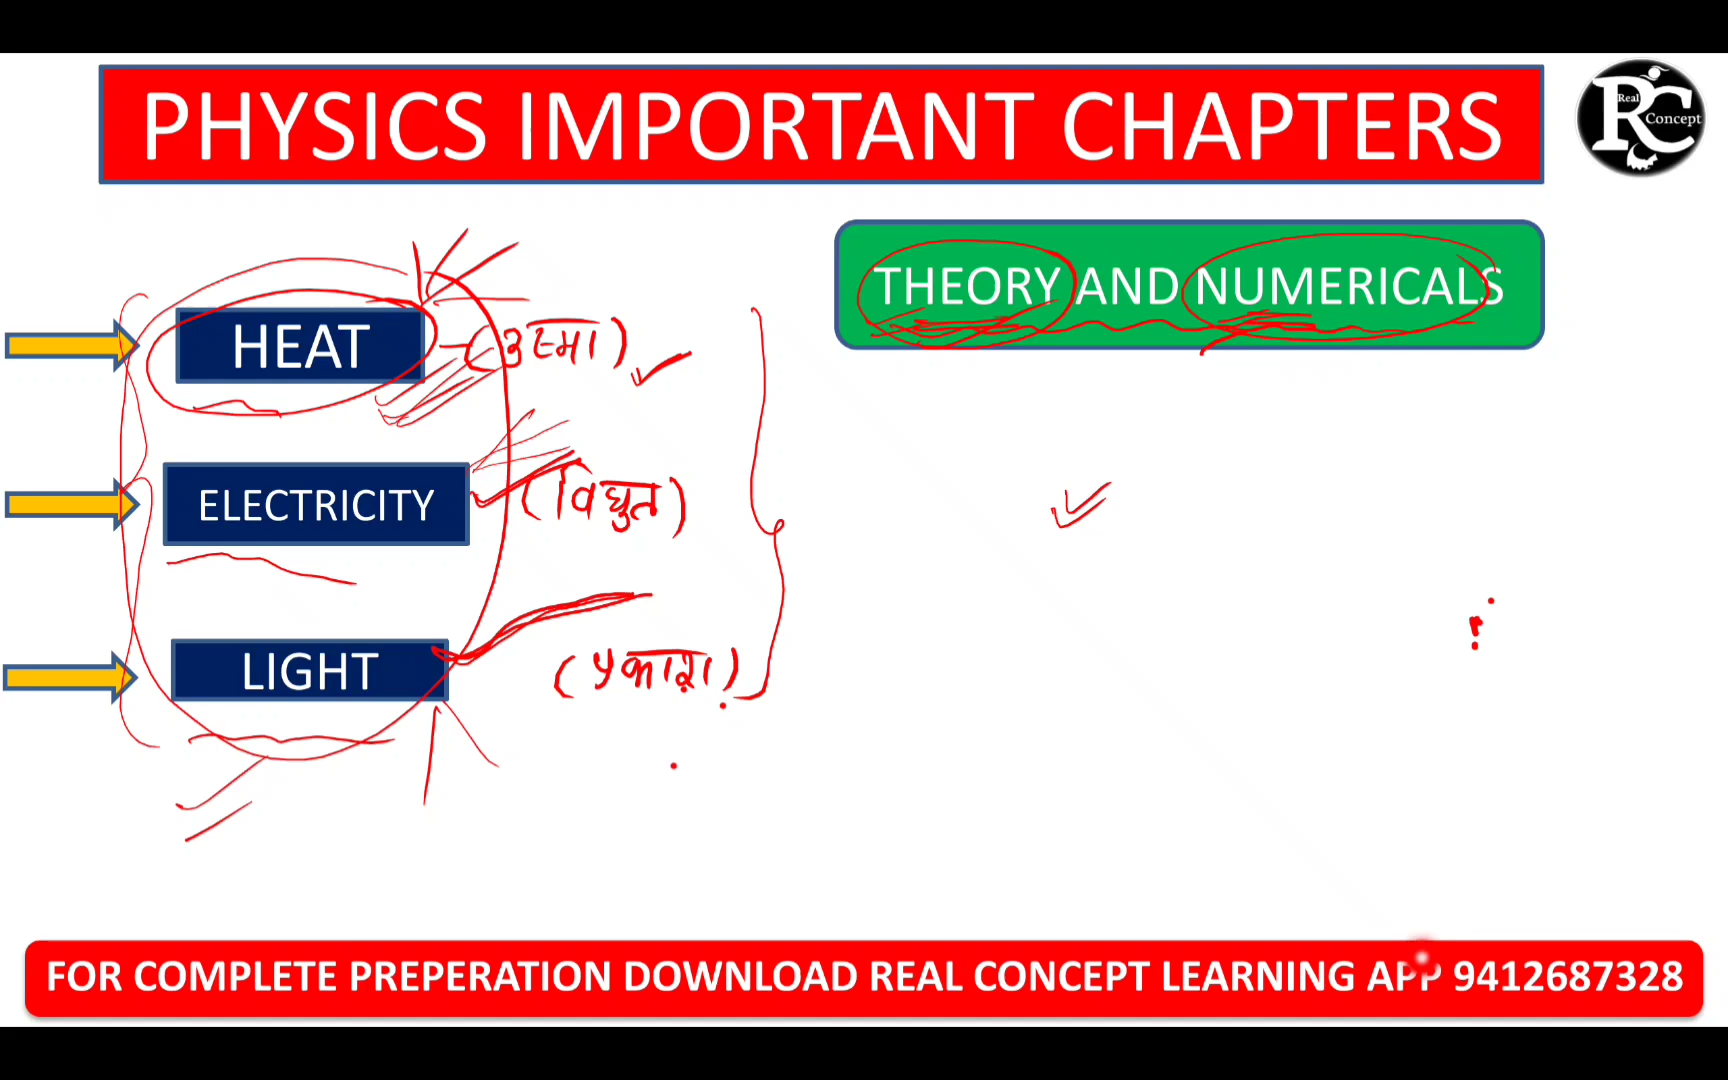 PHYSICS IMPORTANT CHAPTERS
Real
Concept
THEORY AND NUMERICALS
HEAT (उष्मा)
ELECTRICITY (विद्युत)
LIGHT (प्रकाश)
FOR COMPLETE PREPERATION DOWNLOAD REAL CONCEPT LEARNING APP 9412687328